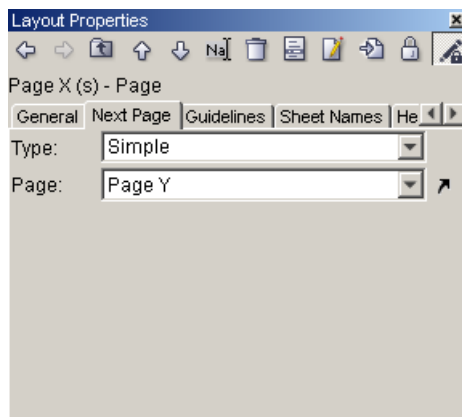 Layout Properties
Na
Page X (s) - Page
General Next Page Guidelines Sheet Names He
Type: Simple
Page: Page Y